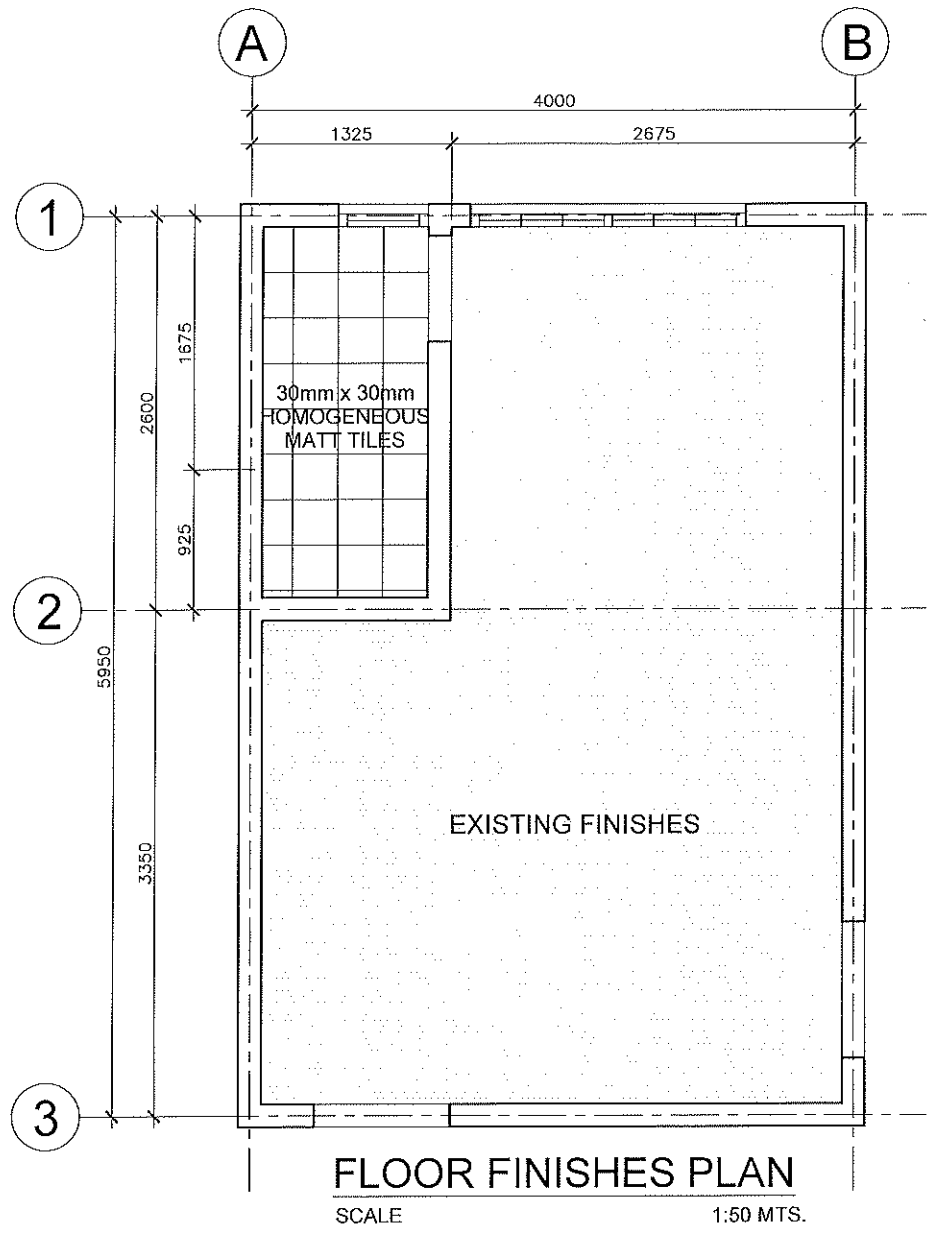 A
B
4000
1325
2675
1
1675
2600
30mm x 30mm
HOMOGENEOUS
MATT TILES
925
2
5950
3350
EXISTING FINISHES
3
FLOOR FINISHES PLAN
SCALE
1:50 MTS.